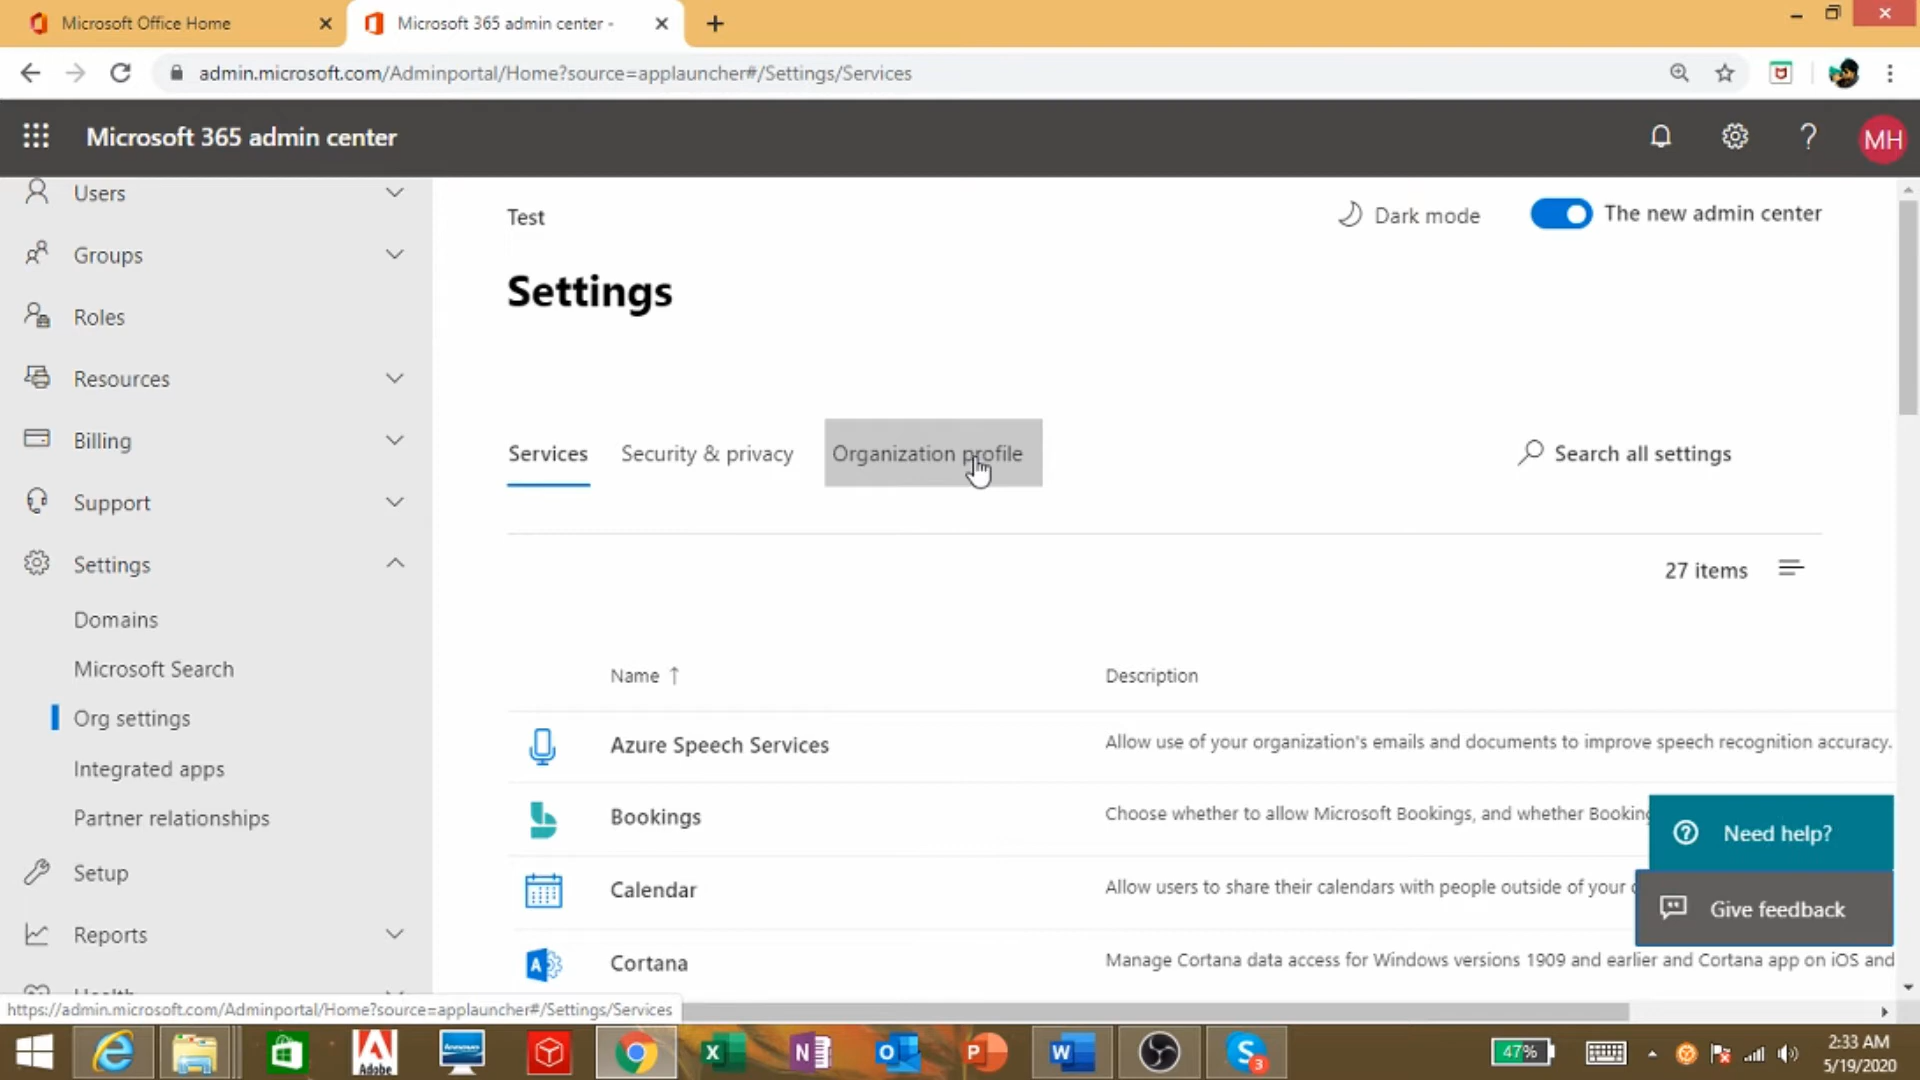 Microsoft Office Home
Microsoft 365 admin center -
admin.microsoft.com/Adminportal/Home?source=applauncher#/Settings/Services
Microsoft 365 admin center
MH
Users
Groups
Roles
Resources
Billing
Support
Settings
Domains
Microsoft Search
Org settings
Integrated apps
Partner relationships
Setup
Reports
Test
Dark mode
The new admin center
Settings
Services
Security & privacy
Organization profile
Search all settings
27 items
Name ↑
Description
Azure Speech Services
Allow use of your organization's emails and documents to improve speech recognition accuracy.
Bookings
Choose whether to allow Microsoft Bookings, and whether Booking
Calendar
Allow users to share their calendars with people outside of your
Cortana
Manage Cortana data access for Windows versions 1909 and earlier and Cortana app on iOS and
Need help?
Give feedback
https://admin.microsoft.com/Adminportal/Home?source=applauncher#/Settings/Services
Adobe
47%
2:33 AM
5/19/2020